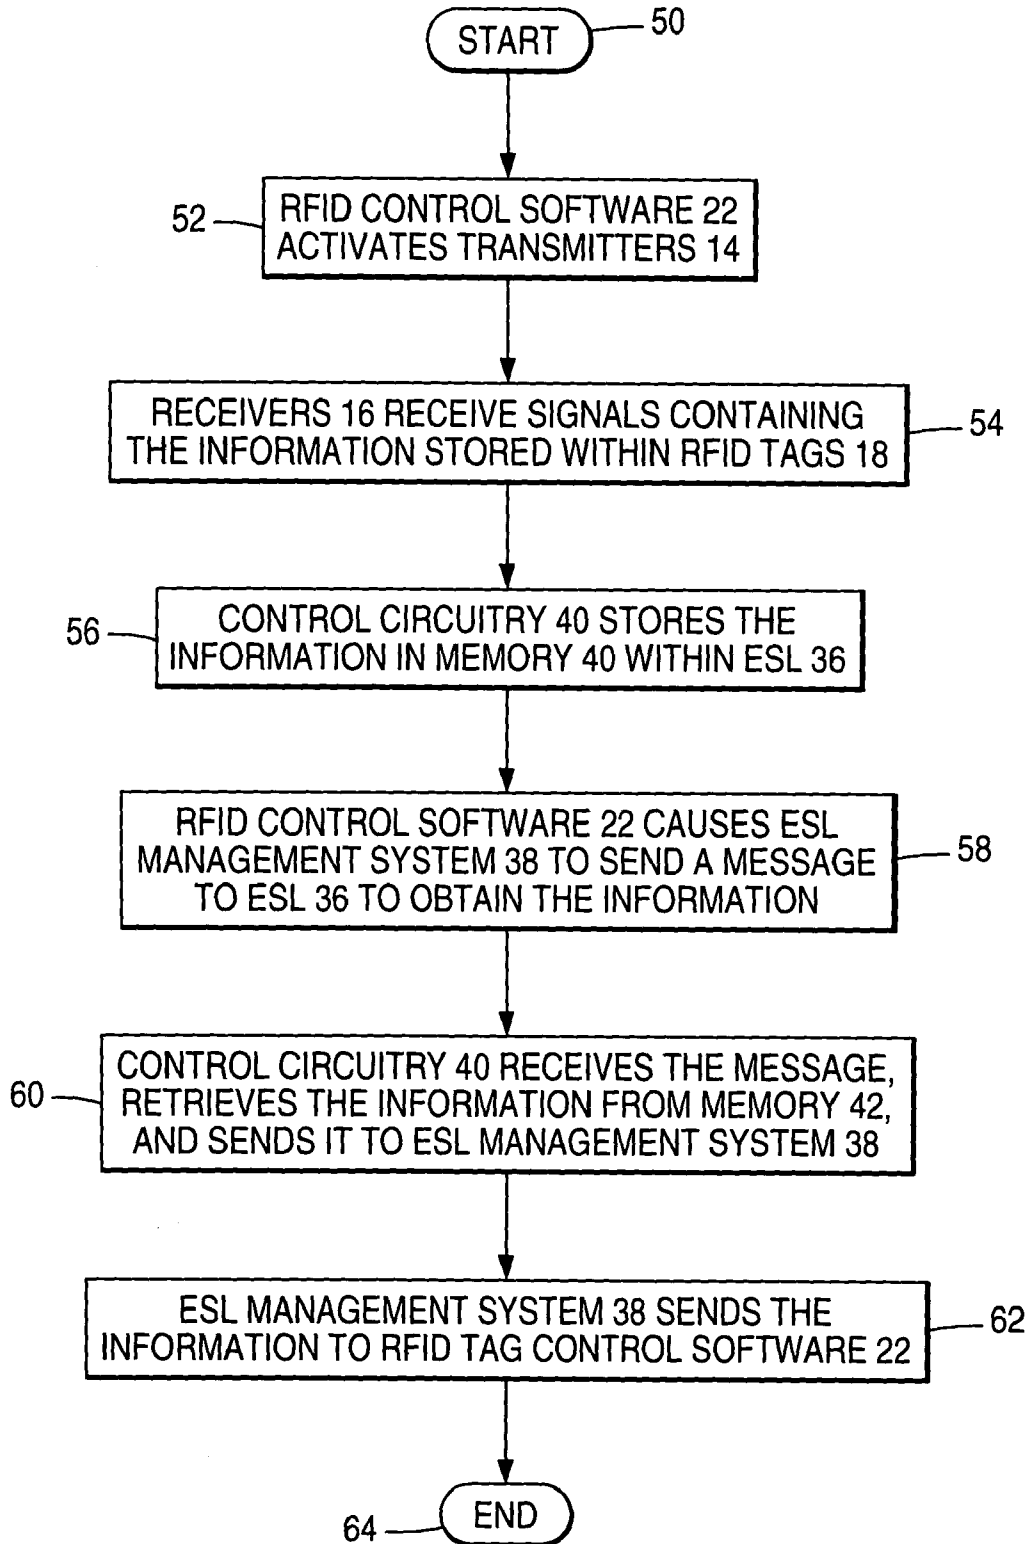 START
50
52
RFID CONTROL SOFTWARE 22
ACTIVATES TRANSMITTERS 14
RECEIVERS 16 RECEIVE SIGNALS CONTAINING
THE INFORMATION STORED WITHIN RFID TAGS 18
54
56
CONTROL CIRCUITRY 40 STORES THE
INFORMATION IN MEMORY 40 WITHIN ESL 36
RFID CONTROL SOFTWARE 22 CAUSES ESL
MANAGEMENT SYSTEM 38 TO SEND A MESSAGE
TO ESL 36 TO OBTAIN THE INFORMATION
58
60
CONTROL CIRCUITRY 40 RECEIVES THE MESSAGE,
RETRIEVES THE INFORMATION FROM MEMORY 42,
AND SENDS IT TO ESL MANAGEMENT SYSTEM 38
ESL MANAGEMENT SYSTEM 38 SENDS THE
INFORMATION TO RFID TAG CONTROL SOFTWARE 22
62
64
END